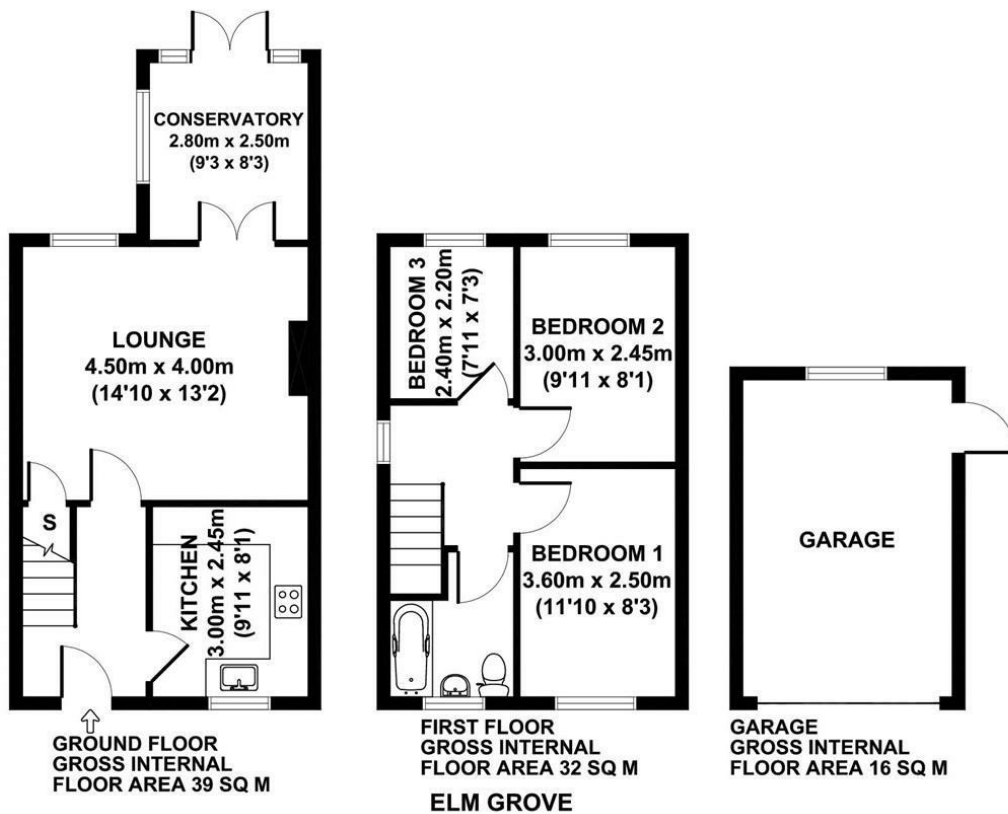 CONSERVATORY
2.80m x 2.50m
(9'3 x 8'3)
LOUNGE
4.50m x 4.00m
(14'10 x 13'2)
S
KITCHEN
3.00m x 2.45m
(9'11 x 8'1)
GROUND FLOOR
GROSS INTERNAL
FLOOR AREA 39 SQ M
BEDROOM 3
2.40m x 2.20m
(7'11 x 7'3)
BEDROOM 2
3.00m x 2.45m
(9'11 x 8'1)
BEDROOM 1
3.60m x 2.50m
(11'10 x 8'3)
FIRST FLOOR
GROSS INTERNAL
FLOOR AREA 32 SQ M
GARAGE
GARAGE
GROSS INTERNAL
FLOOR AREA 16 SQ M
ELM GROVE